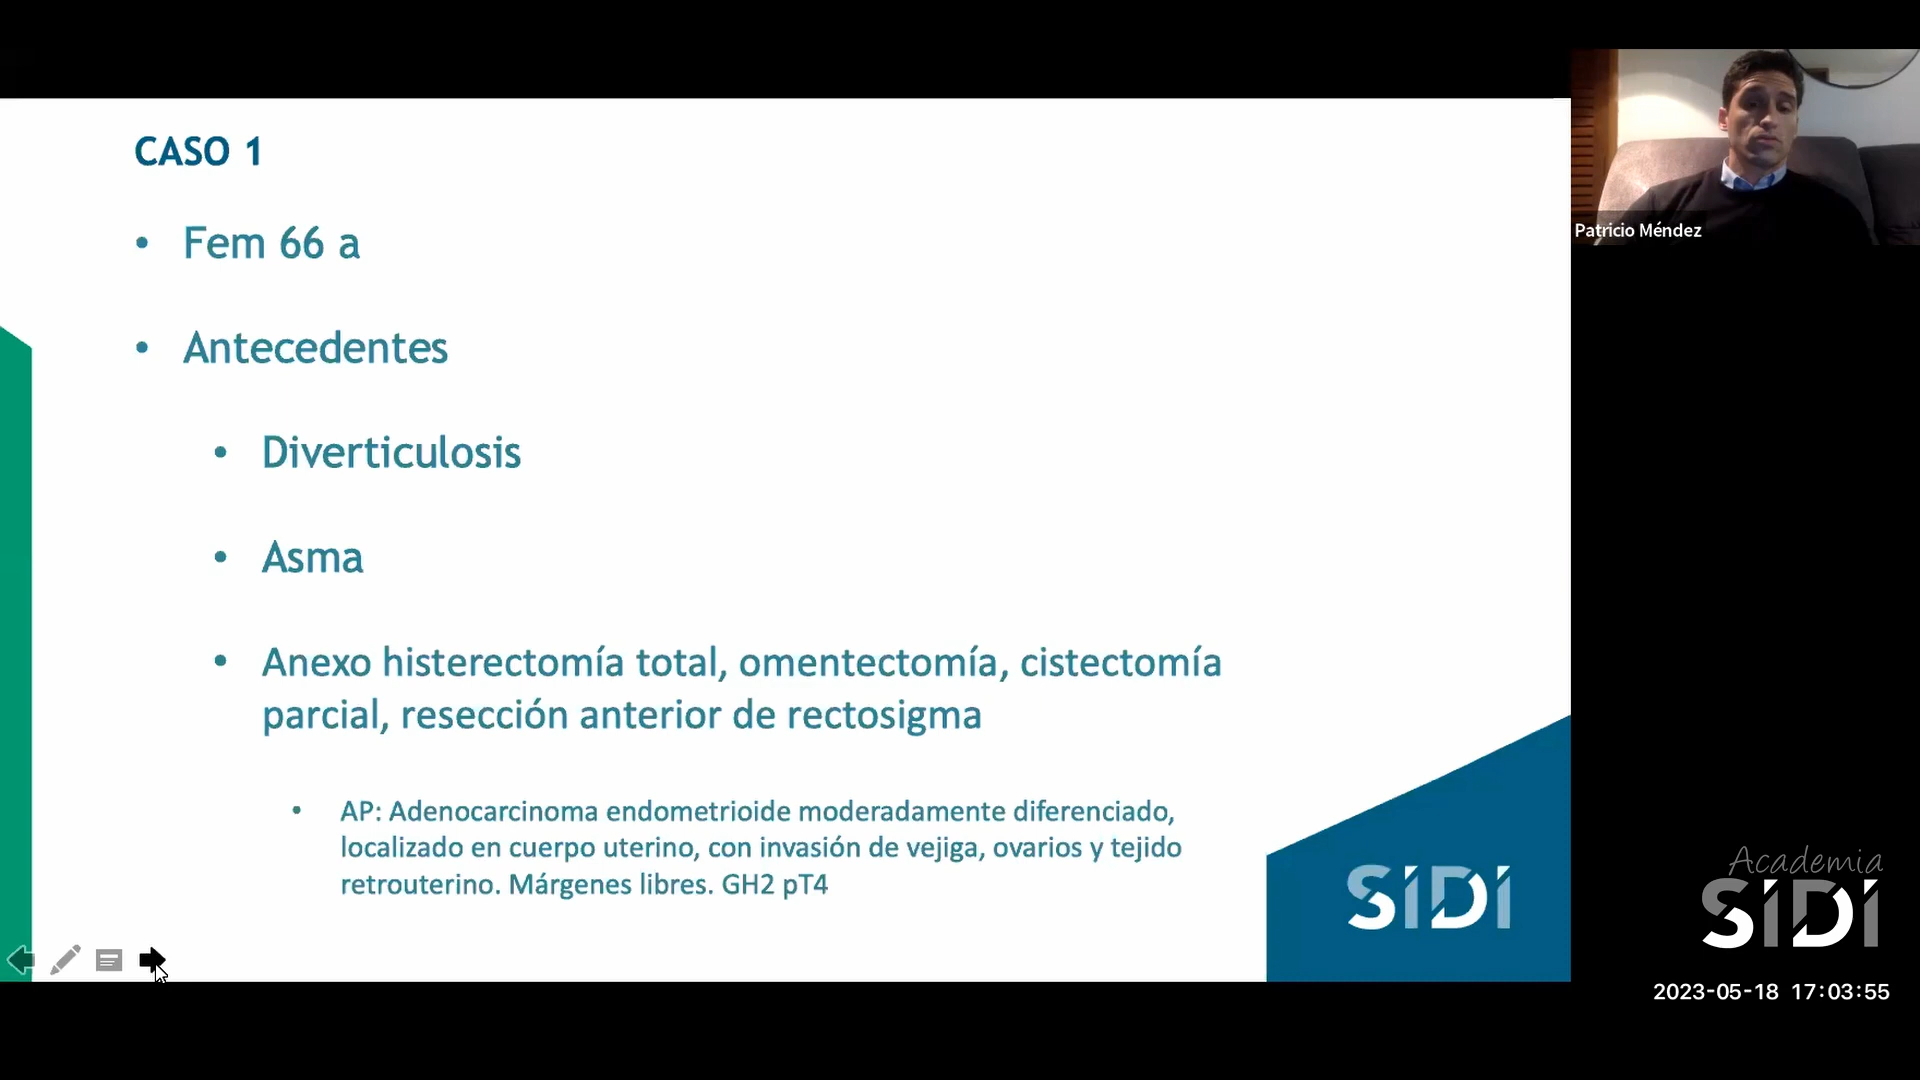 CASO 1
• Fem 66 a
• Antecedentes
• Diverticulosis
• Asma
• Anexo histerectomía total, omentectomía, cistectomía
parcial, resección anterior de rectosigma
• AP: Adenocarcinoma endometrioide moderadamente diferenciado,
localizado en cuerpo uterino, con invasión de vejiga, ovarios y tejido
retrouterino. Márgenes libres. GH2 pT4
SiDi
Patricio Méndez
Academia
SiDi
2023-05-18 17:03:55